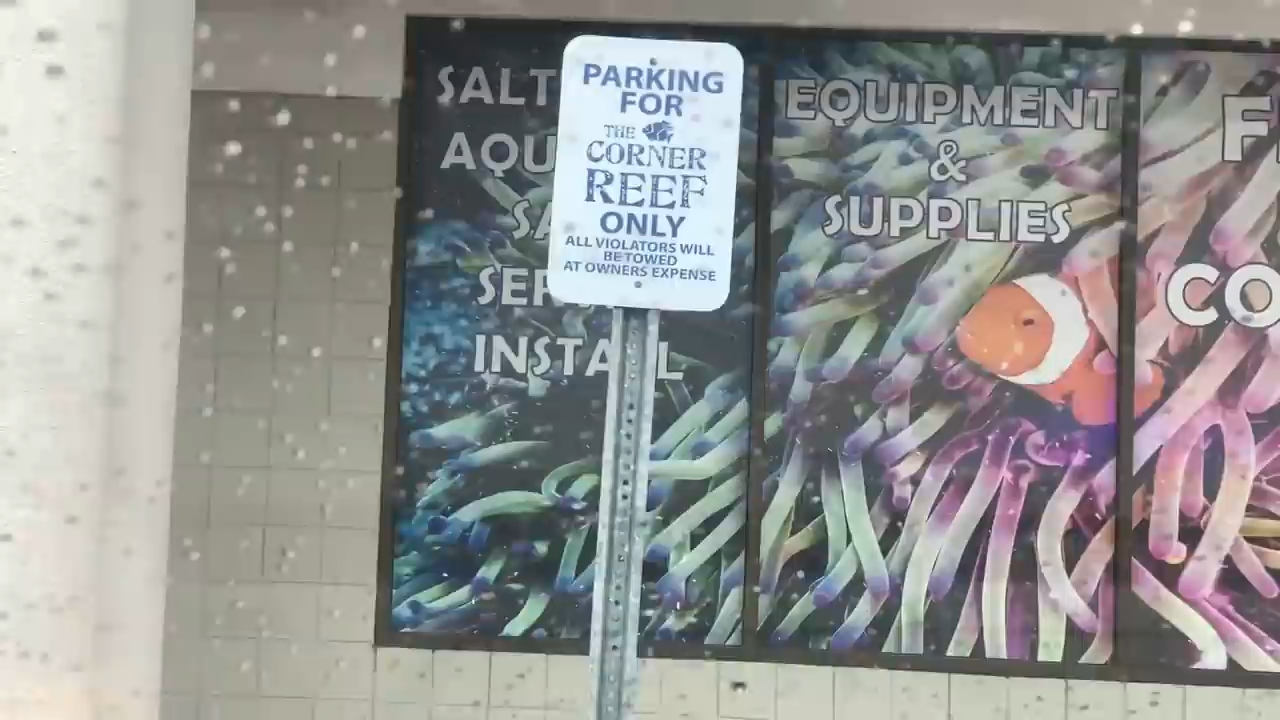 PARKING
FOR
THE
CORNER
REEF
ONLY
ALL VIOLATORS WILL
BE TOWED
AT OWNERS EXPENSE
SALT
AQU
SA
SER
INSTALL
EQUIPMENT
&
SUPPLIES
F
CO